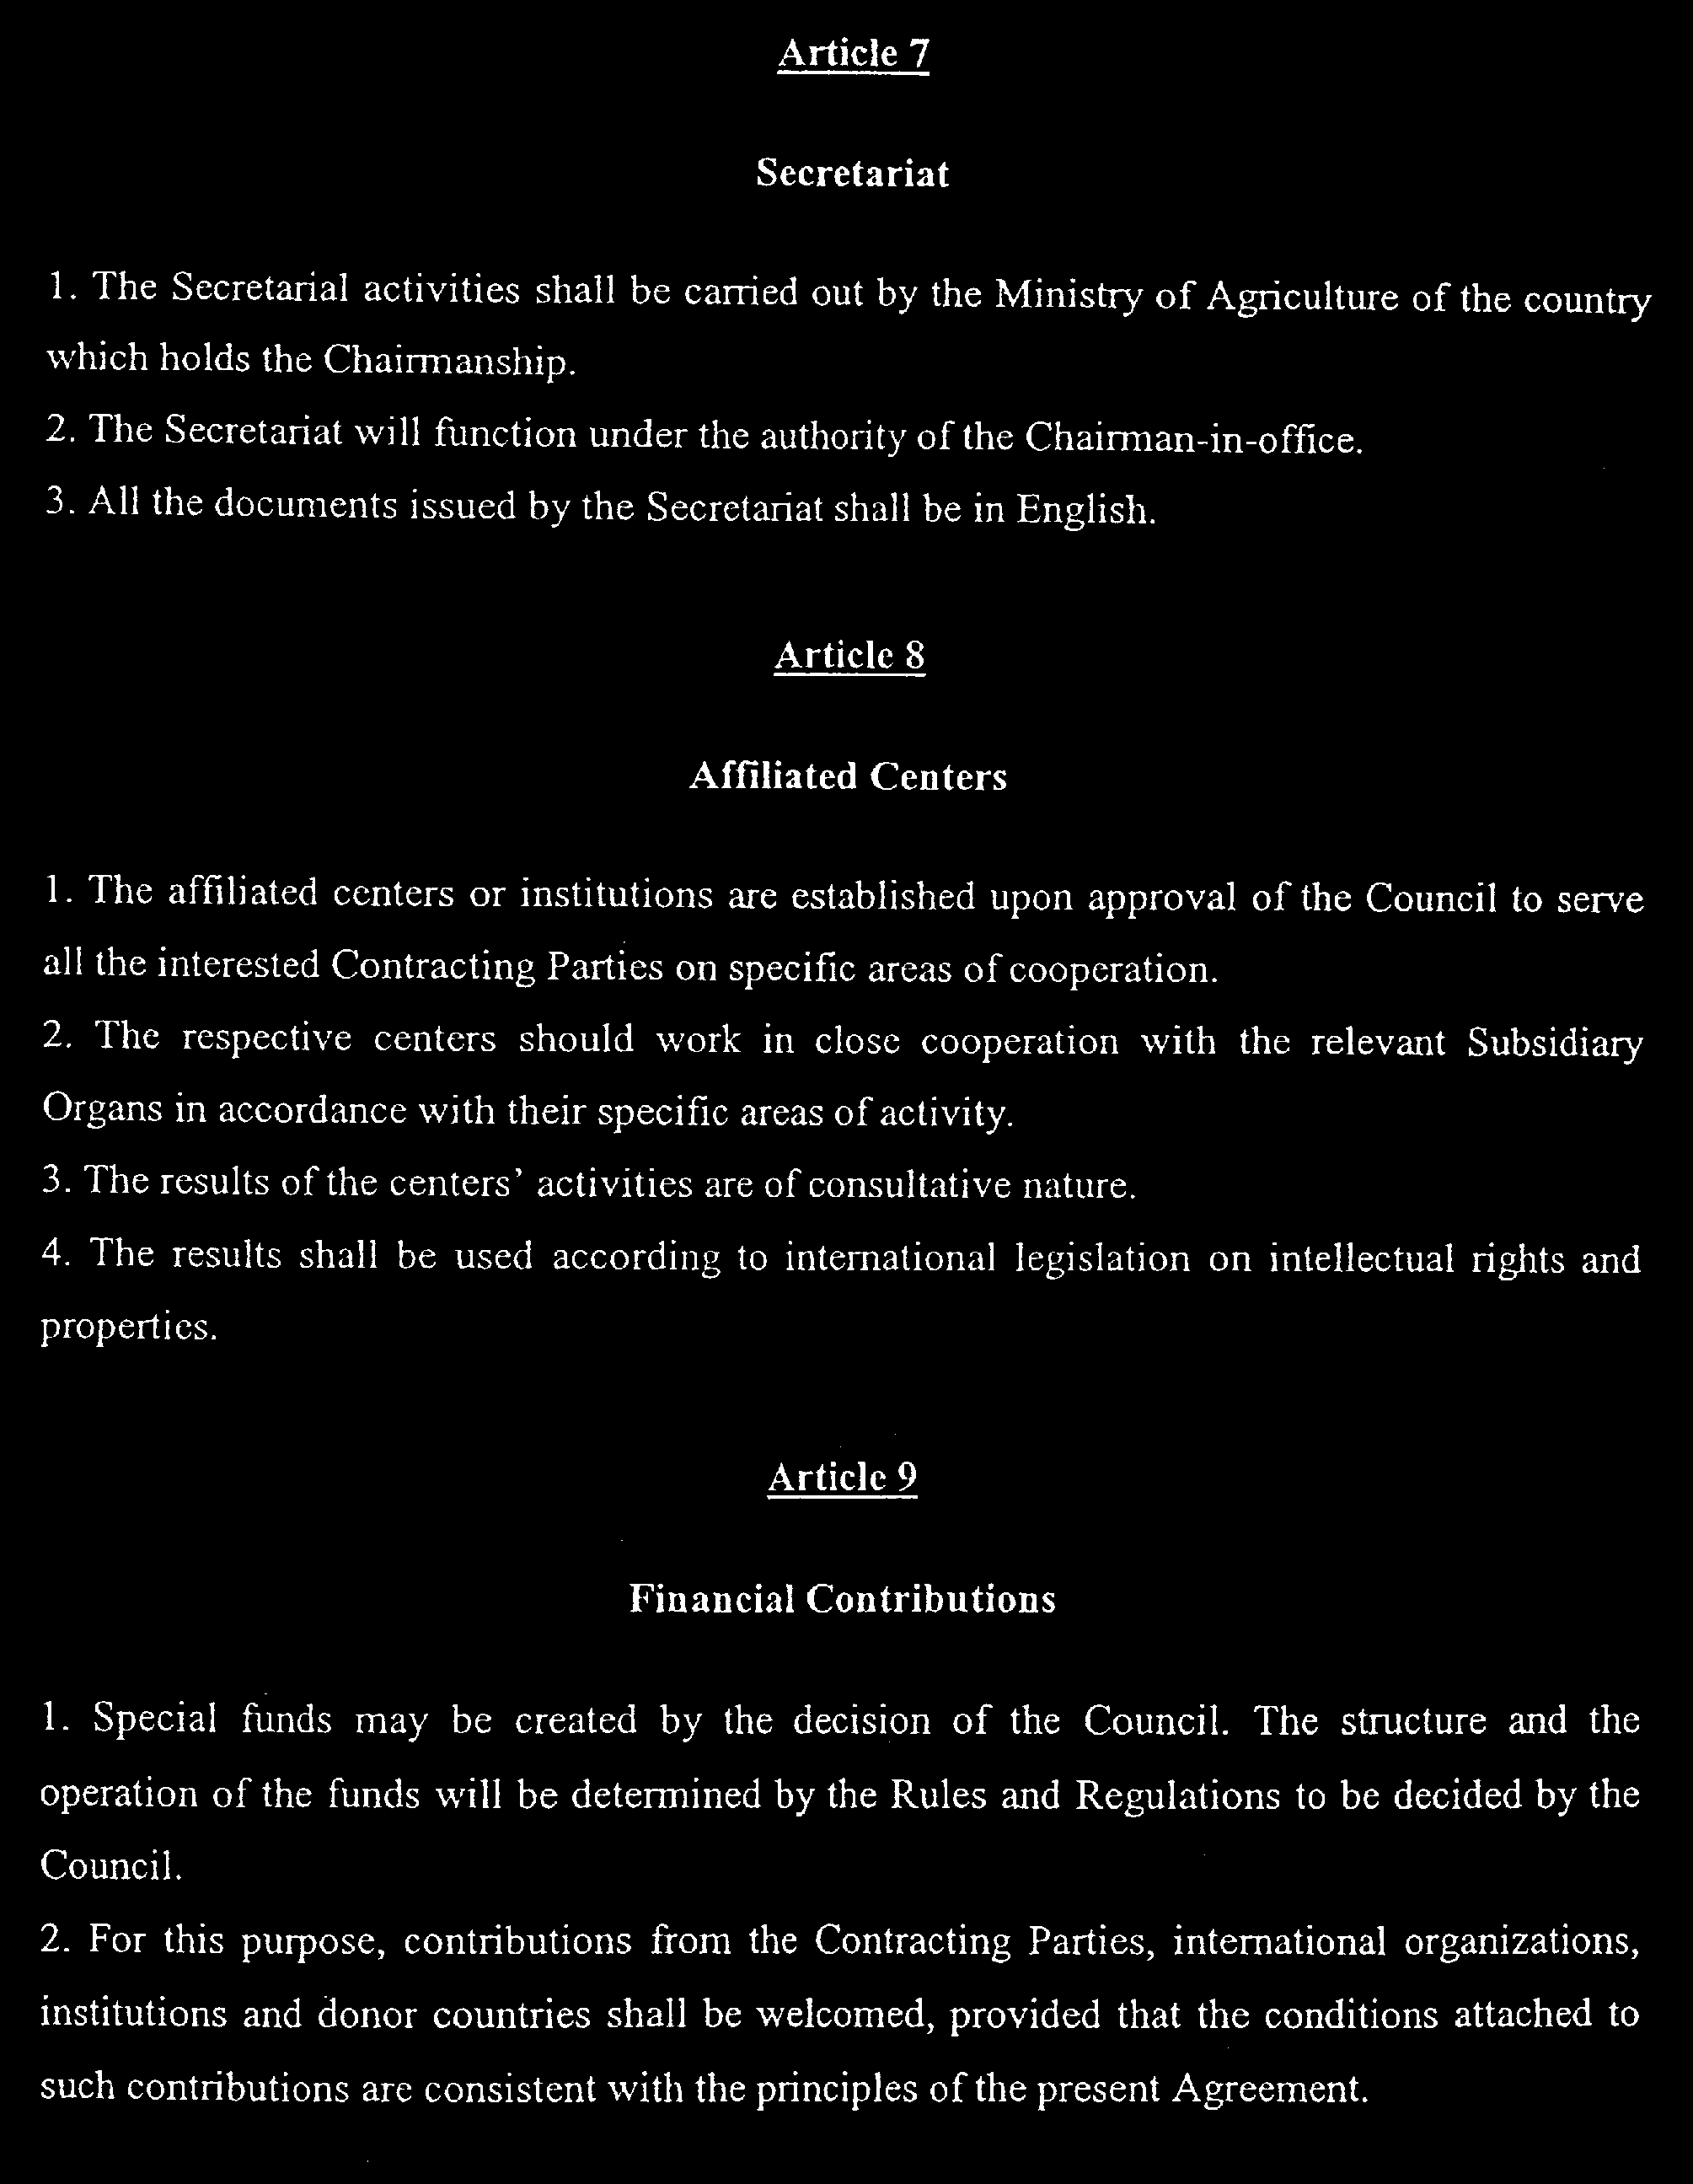 Article 7
Secretariat
1. The Secretarial activities shall be carried out by the Ministry of Agriculture of the country
which holds the Chairmanship.
2. The Secretariat will function under the authority of the Chairman-in-office.
3. All the documents issued by the Secretariat shall be in English.
Article 8
Affiliated Centers
1. The affiliated centers or institutions are established upon approval of the Council to serve
all the interested Contracting Parties on specific areas of cooperation.
2. The respective centers should work in close cooperation with the relevant Subsidiary
Organs in accordance with their specific areas of activity.
3. The results of the centers’ activities are of consultative nature.
4. The results shall be used according to international legislation on intellectual rights and
properties.
Article 9
Financial Contributions
1. Special funds may be created by the decision of the Council. The structure and the
operation of the funds will be determined by the Rules and Regulations to be decided by the
Council.
2. For this purpose, contributions from the Contracting Parties, international organizations,
institutions and donor countries shall be welcomed, provided that the conditions attached to
such contributions are consistent with the principles of the present Agreement.